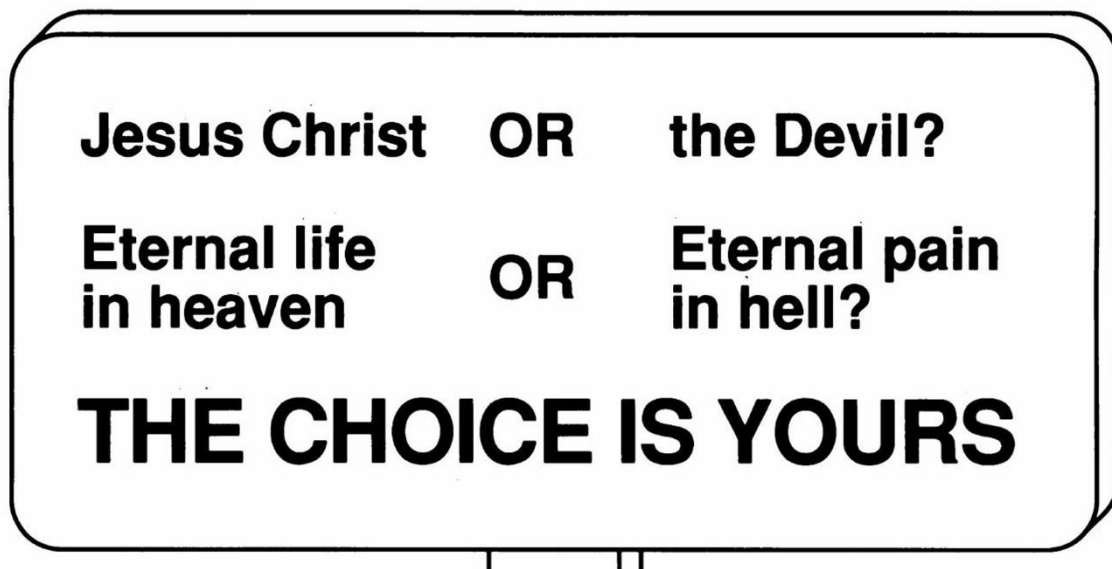 Jesus Christ OR the Devil?
Eternal life in heaven OR Eternal pain in hell?
THE CHOICE IS YOURS